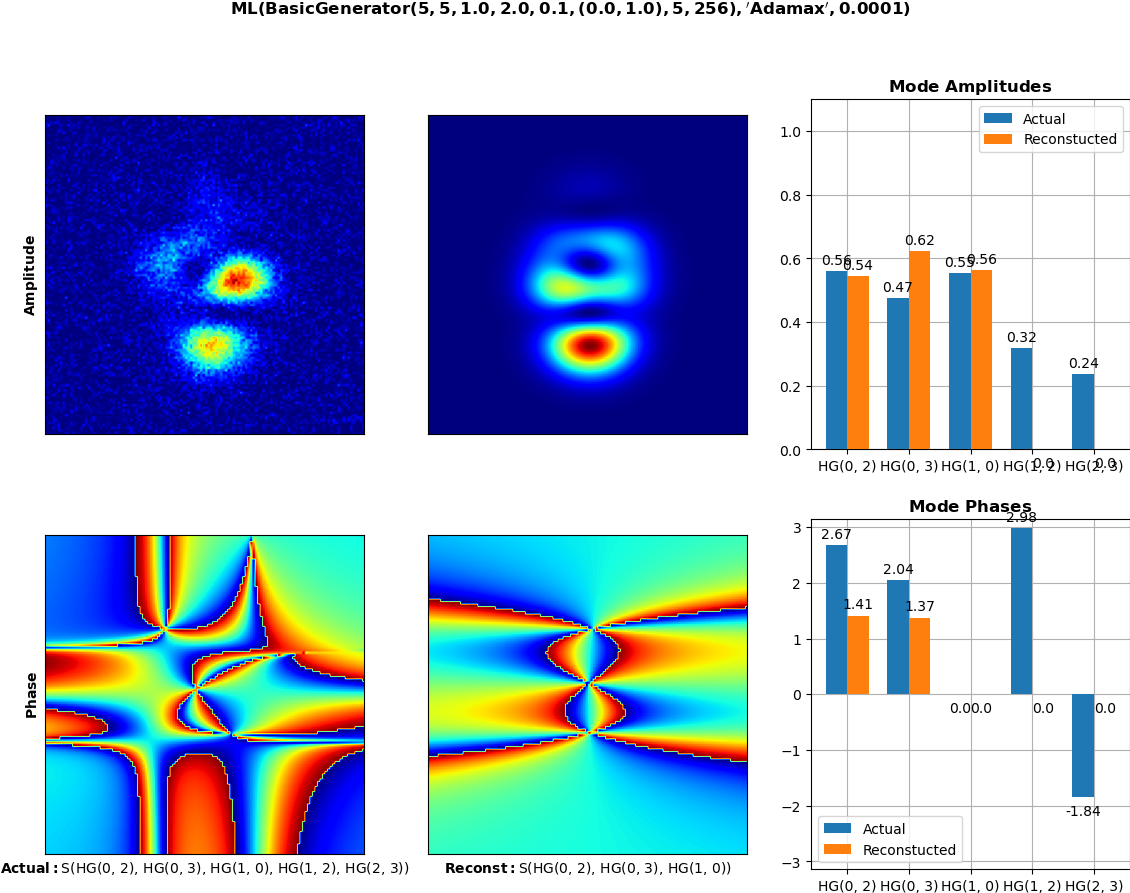 ML(BasicGenerator(5, 5, 1.0, 2.0, 0.1, (0.0, 1.0), 5, 256), ′Adamax′, 0.0001)
Mode Amplitudes
Actual
Reconstucted
1.0
0.8
0.6
0.4
0.2
0.0
0.56
0.54
0.47
0.62
0.55
0.56
0.32
0.0
0.24
0.0
HG(0, 2)
HG(0, 3)
HG(1, 0)
HG(1, 2)
HG(2, 3)
Amplitude
Mode Phases
3
2
1
0
−1
−2
−3
2.67
1.41
2.04
1.37
0.0
0.0
2.98
0.0
-1.84
0.0
Actual
Reconstucted
HG(0, 2)
HG(0, 3)
HG(1, 0)
HG(1, 2)
HG(2, 3)
Phase
Actual: S(HG(0, 2), HG(0, 3), HG(1, 0), HG(1, 2), HG(2, 3))
Reconst: S(HG(0, 2), HG(0, 3), HG(1, 0))